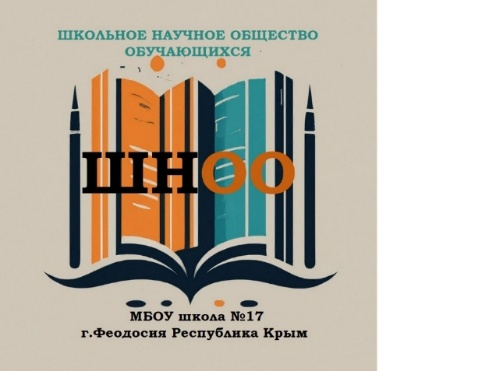 ШКОЛЬНОЕ НАУЧНОЕ ОБЩЕСТВО
ОБУЧАЮЩИХСЯ
ШНОО
МБОУ школа №17
г.Феодосия Республика Крым